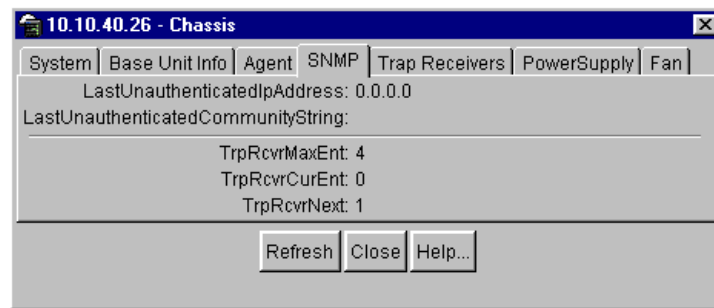 10.10.40.26 - Chassis
System Base Unit Info Agent SNMP Trap Receivers PowerSupply Fan
LastUnauthenticatedIpAddress: 0.0.0.0
LastUnauthenticatedCommunityString:
TrpRcvrMaxEnt: 4
TrpRcvrCurEnt: 0
TrpRcvrNext: 1
Refresh Close Help...